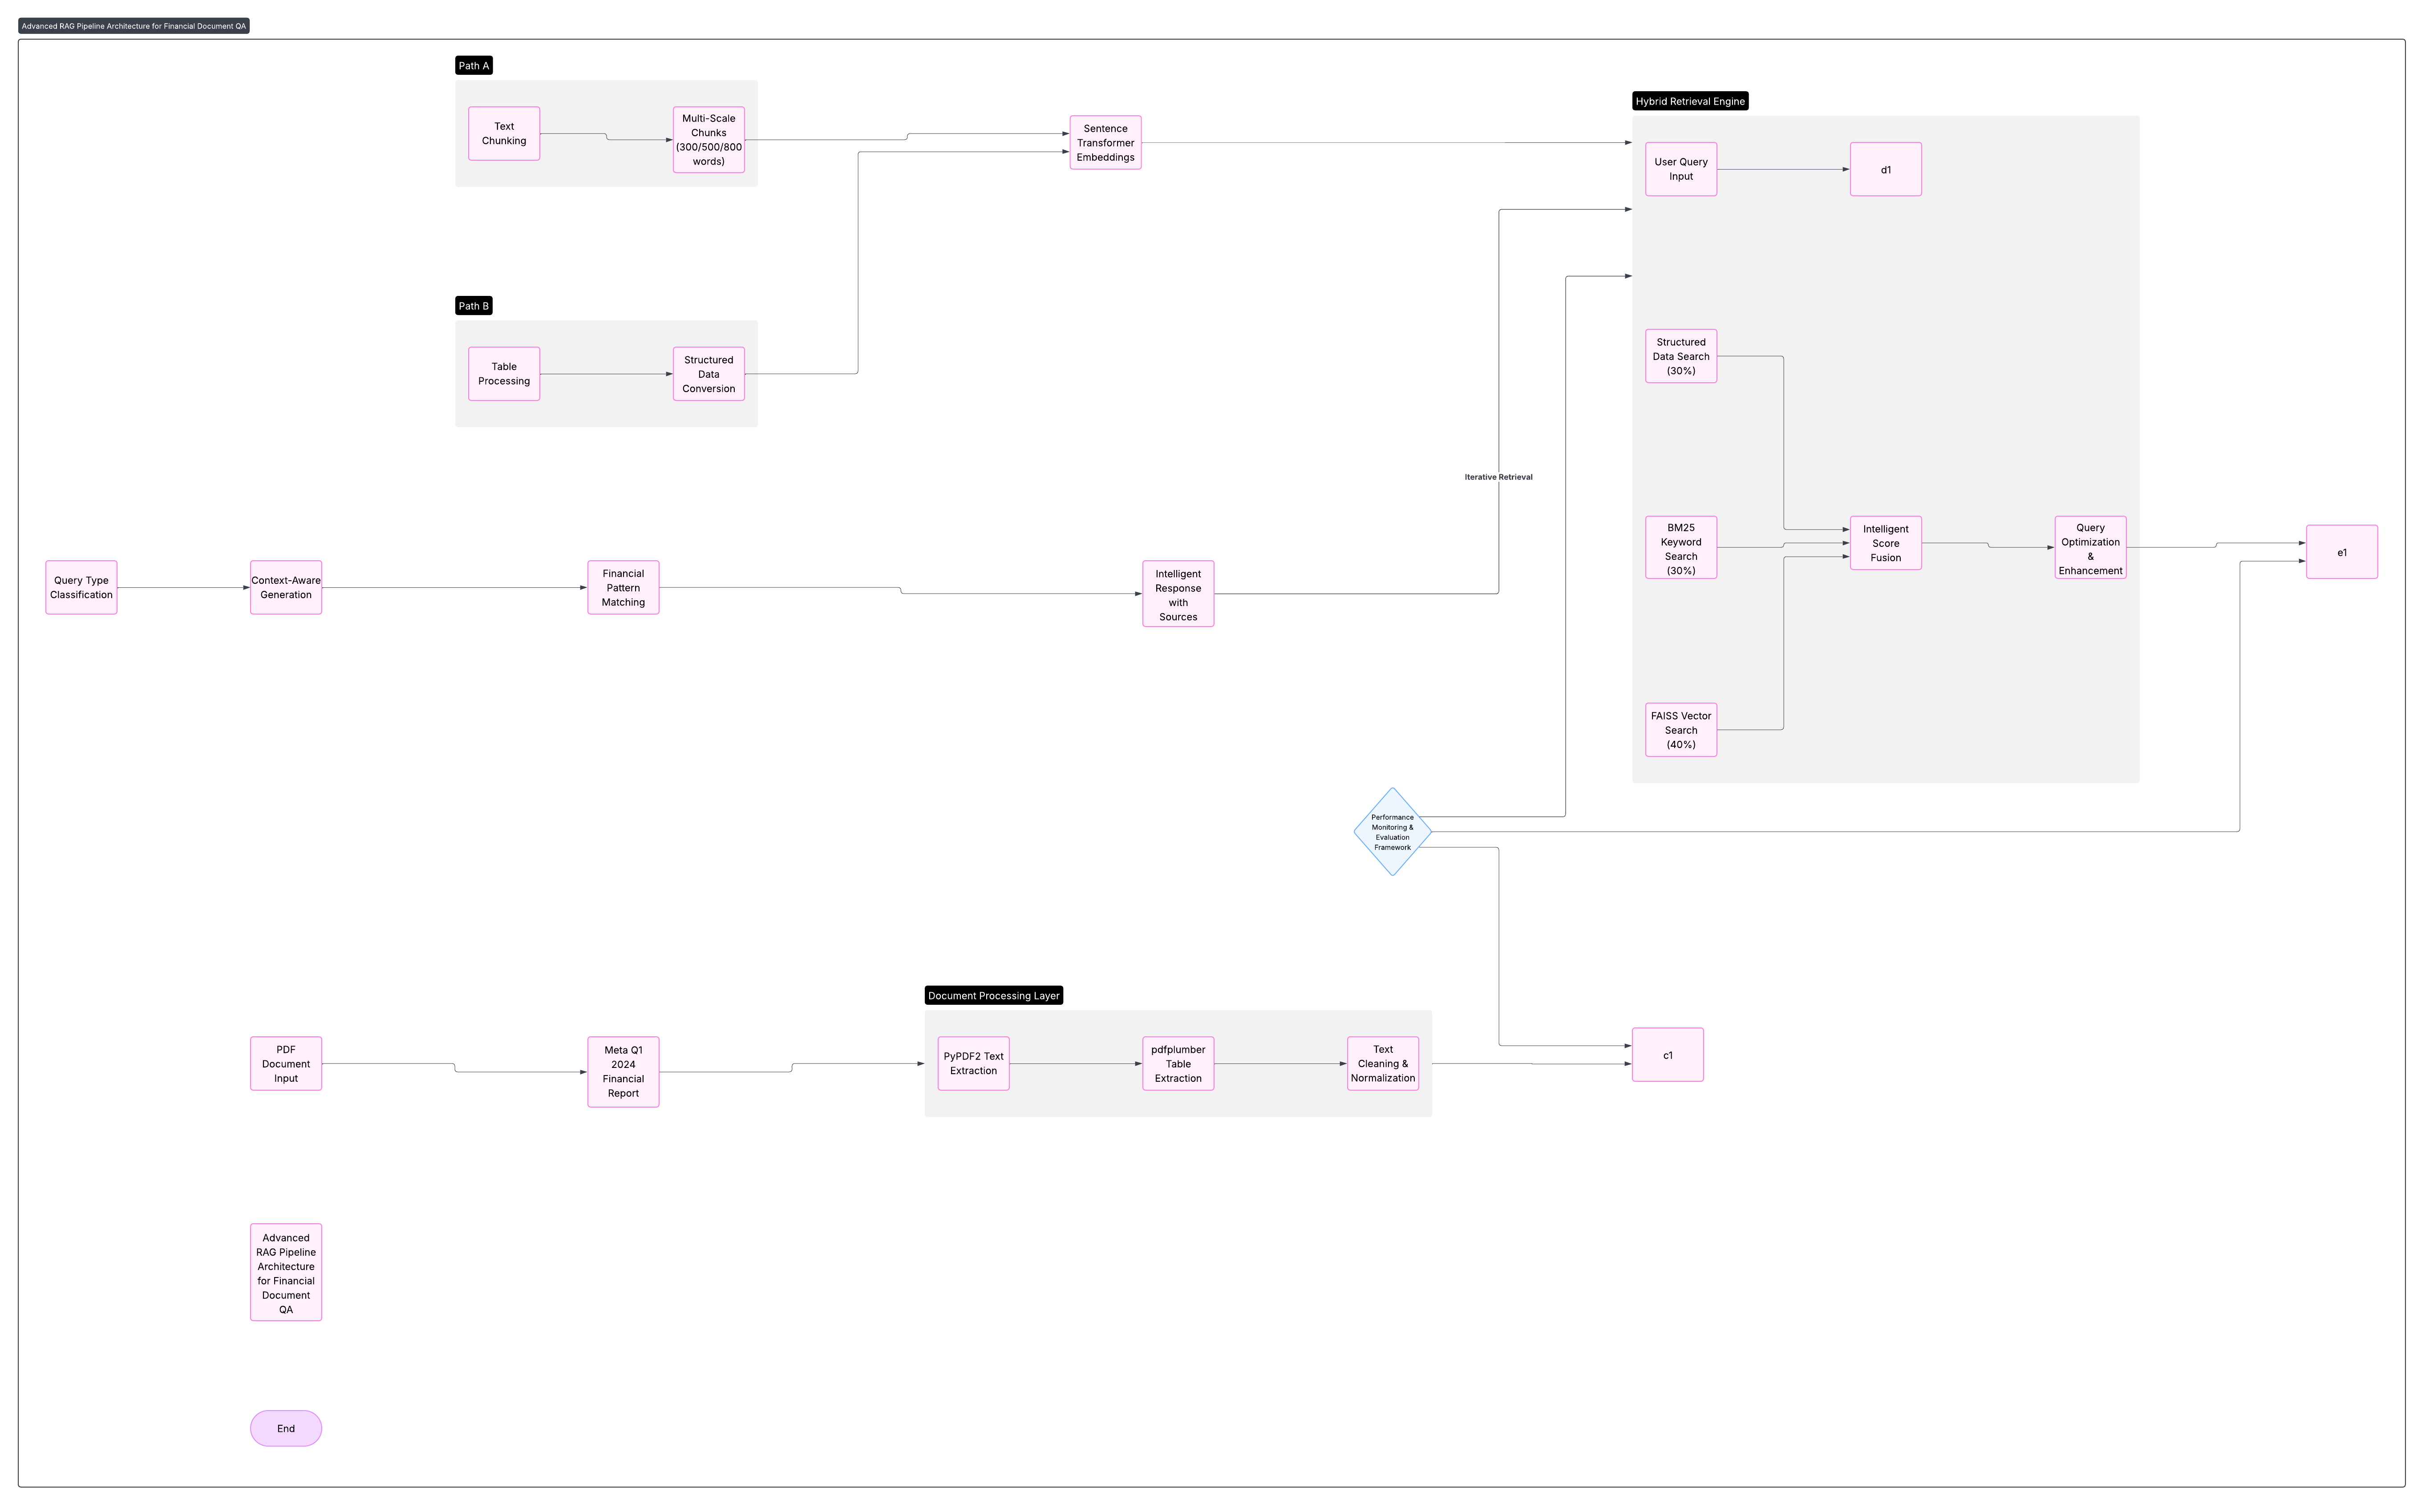 Advanced RAG Pipeline Architecture for Financial Document QA
Path A
Text
Chunking
Multi-Scale
Chunks
(300/500/800
words)
Sentence
Transformer
Embeddings
Path B
Table
Processing
Structured
Data
Conversion
Hybrid Retrieval Engine
User Query
Input
d1
Structured
Data Search
(30%)
BM25
Keyword
Search
(30%)
FAISS Vector
Search
(40%)
Intelligent
Score
Fusion
Query
Optimization
&
Enhancement
e1
Iterative Retrieval
Query Type
Classification
Context-Aware
Generation
Financial
Pattern
Matching
Intelligent
Response
with
Sources
Performance
Monitoring &
Evaluation
Framework
PDF
Document
Input
Meta Q1
2024
Financial
Report
Document Processing Layer
PyPDF2 Text
Extraction
pdfplumber
Table
Extraction
Text
Cleaning &
Normalization
c1
Advanced
RAG Pipeline
Architecture
for Financial
Document
QA
End